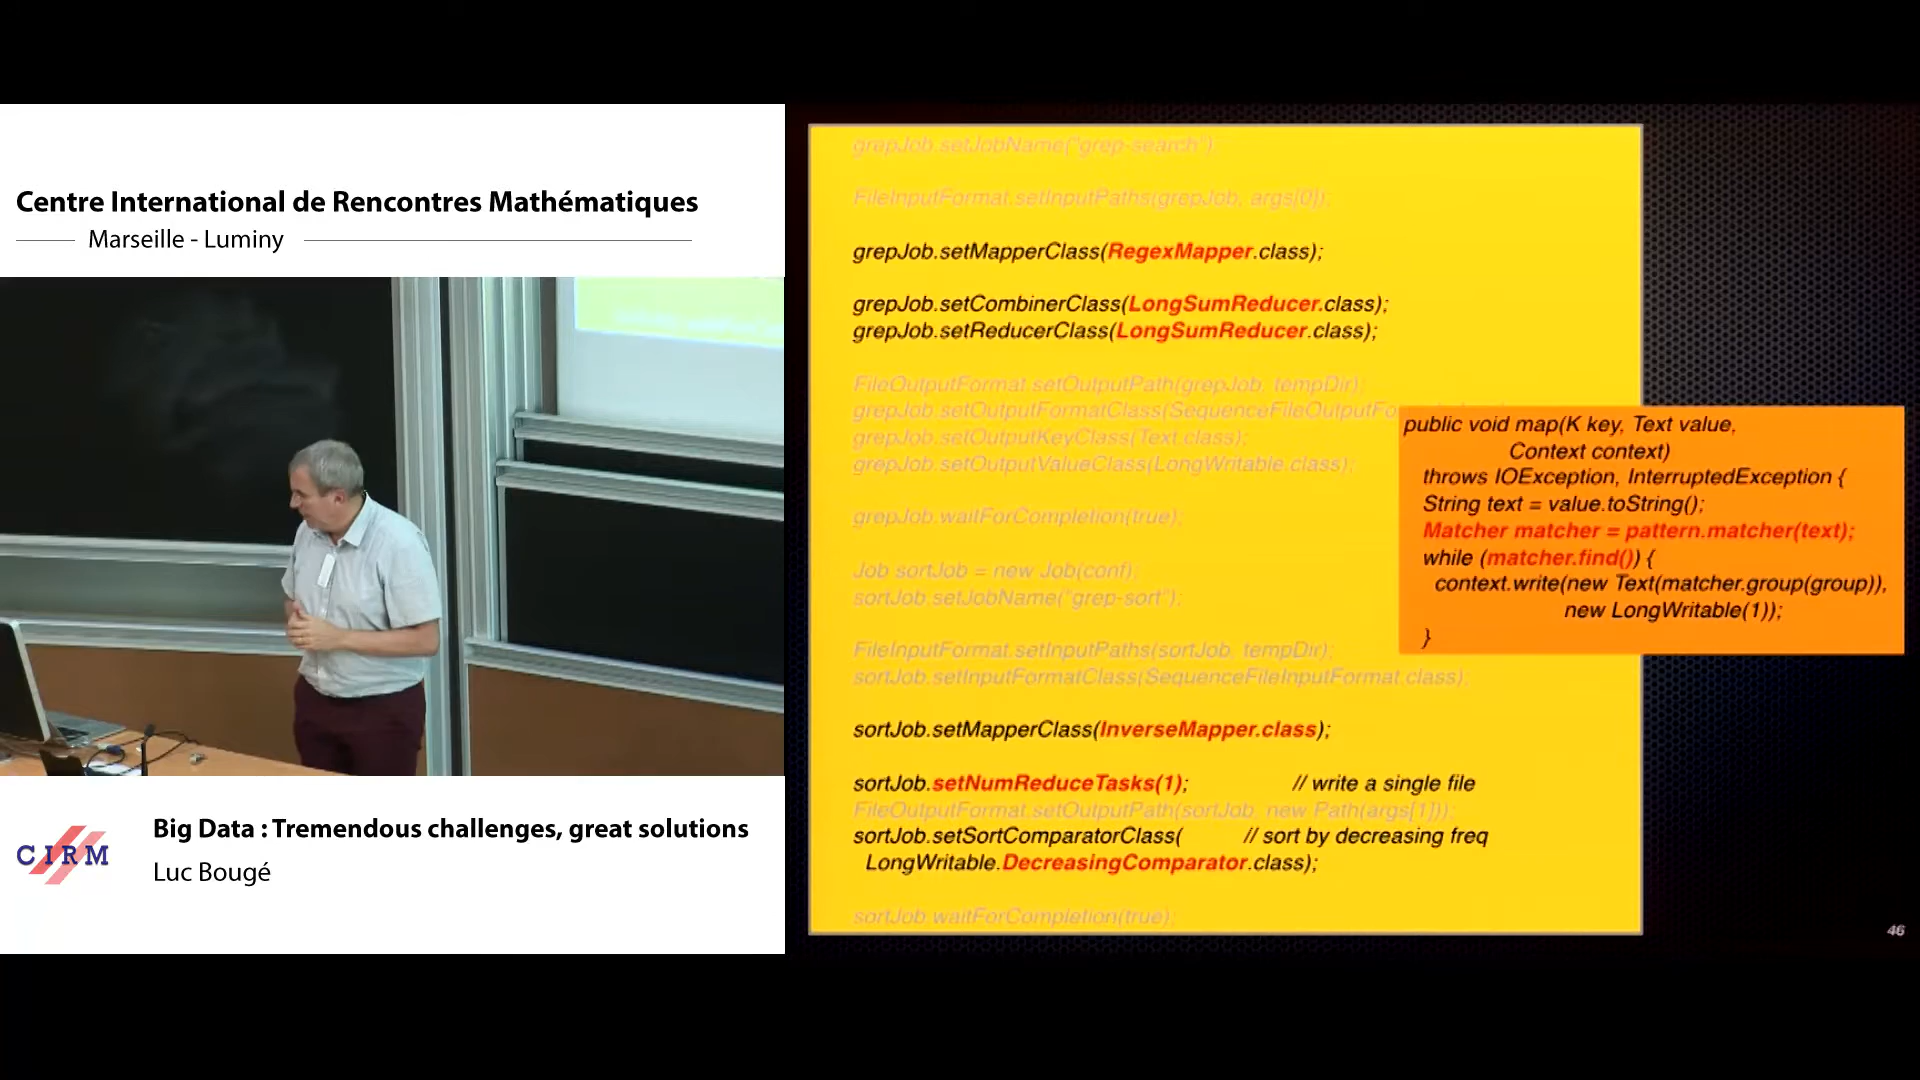 Centre International de Rencontres Mathématiques
Marseille - Luminy
CIRM
Big Data : Tremendous challenges, great solutions
Luc Bougé
grepJob.setJobName("grep-search");
FileInputFormat.setInputPaths(grepJob, args[0]);
grepJob.setMapperClass(RegexMapper.class);
grepJob.setCombinerClass(LongSumReducer.class);
grepJob.setReducerClass(LongSumReducer.class);
FileOutputFormat.setOutputPath(grepJob, tempDir);
grepJob.setOutputFormatClass(SequenceFileOutputFo
grepJob.setOutputKeyClass(Text.class);
grepJob.setOutputValueClass(LongWritable.class);
grepJob.waitForCompletion(true);
Job sortJob = new Job(conf);
sortJob.setJobName("grep-sort");
FileInputFormat.setInputPaths(sortJob, tempDir);
sortJob.setInputFormatClass(SequenceFileInputFormat.class);
sortJob.setMapperClass(InverseMapper.class);
sortJob.setNumReduceTasks(1); // write a single file
FileOutputFormat.setOutputPath(sortJob, new Path(args[1]));
sortJob.setSortComparatorClass( // sort by decreasing freq
LongWritable.DecreasingComparator.class);
sortJob.waitForCompletion(true);
public void map(K key, Text value,
Context context)
throws IOException, InterruptedException {
String text = value.toString();
Matcher matcher = pattern.matcher(text);
while (matcher.find()) {
context.write(new Text(matcher.group(group)),
new LongWritable(1));
}
46